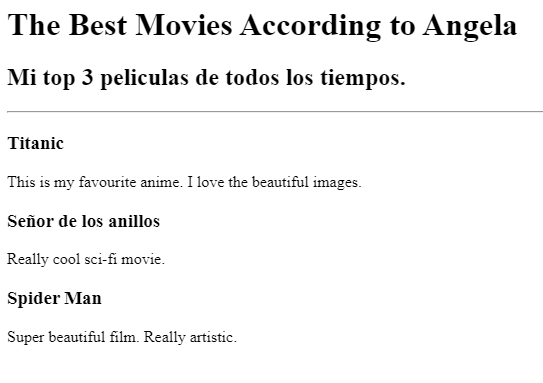 The Best Movies According to Angela
Mi top 3 peliculas de todos los tiempos.
Titanic
This is my favourite anime. I love the beautiful images.
Señor de los anillos
Really cool sci-fi movie.
Spider Man
Super beautiful film. Really artistic.